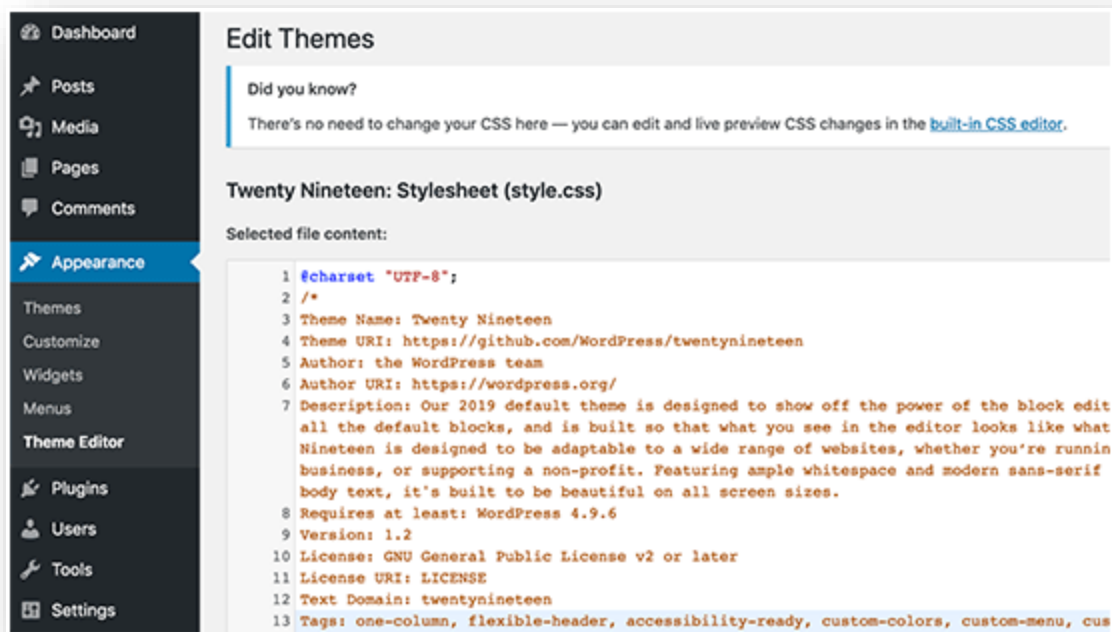 Dashboard
Posts
Media
Pages
Comments
Appearance
Themes
Customize
Widgets
Menus
Theme Editor
Plugins
Users
Tools
Settings
Edit Themes
Did you know?
There's no need to change your CSS here — you can edit and live preview CSS changes in the built-in CSS editor.
Twenty Nineteen: Stylesheet (style.css)
Selected file content:
1 @charset "UTF-8";
2 /*
3 Theme Name: Twenty Nineteen
4 Theme URI: https://github.com/WordPress/twentynineteen
5 Author: the WordPress team
6 Author URI: https://wordpress.org/
7 Description: Our 2019 default theme is designed to show off the power of the block edit
all the default blocks, and is built so that what you see in the editor looks like what
Nineteen is designed to be adaptable to a wide range of websites, whether you're runnin
business, or supporting a non-profit. Featuring ample whitespace and modern sans-serif
body text, it's built to be beautiful on all screen sizes.
8 Requires at least: WordPress 4.9.6
9 Version: 1.2
10 License: GNU General Public License v2 or later
11 License URI: LICENSE
12 Text Domain: twentynineteen
13 Tags: one-column, flexible-header, accessibility-ready, custom-colors, custom-menu, cus